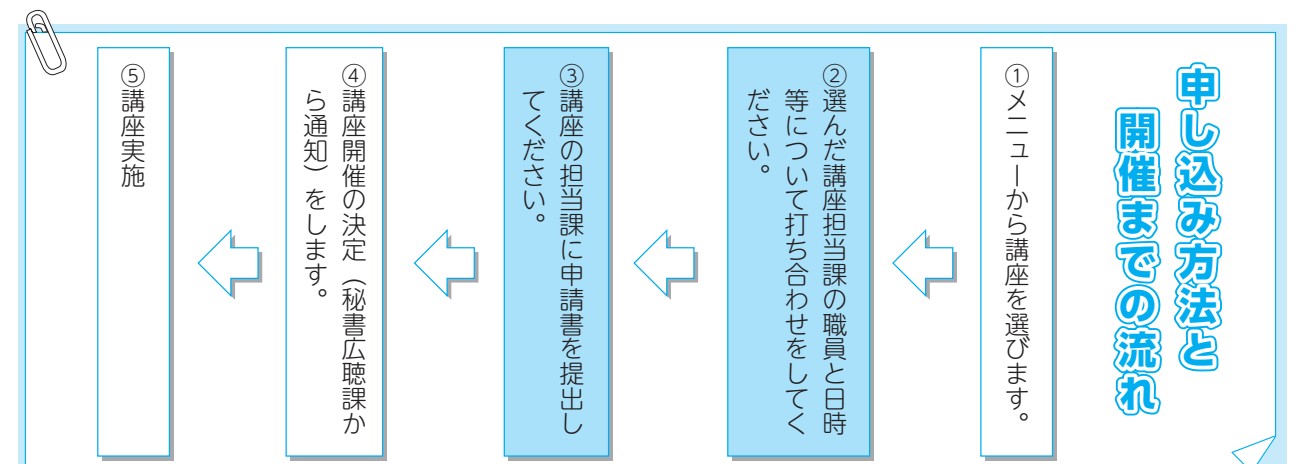 申し込み方法と
開催までの流れ
①メニューから講座を選びます。
②選んだ講座担当課の職員と日時
等について打ち合わせをしてく
ださい。
③講座の担当課に申請書を提出し
てください。
④講座開催の決定（秘書広聴課か
ら通知）をします。
⑤講座実施